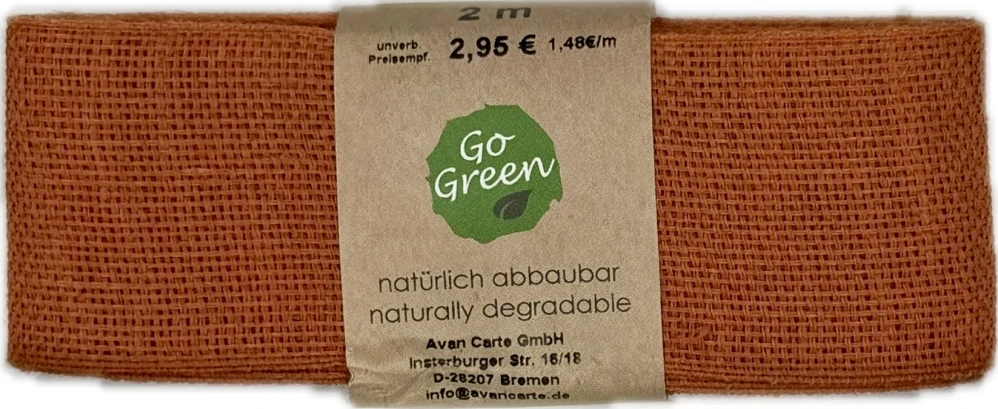 2 m
unverb. 2,95 € 1,48€/m
Preisempf.
Go
Green
natürlich abbaubar
naturally degradable
Avan Carte GmbH
Insterburger Str. 16/18
D-28207 Bremen
info@avancarte.de